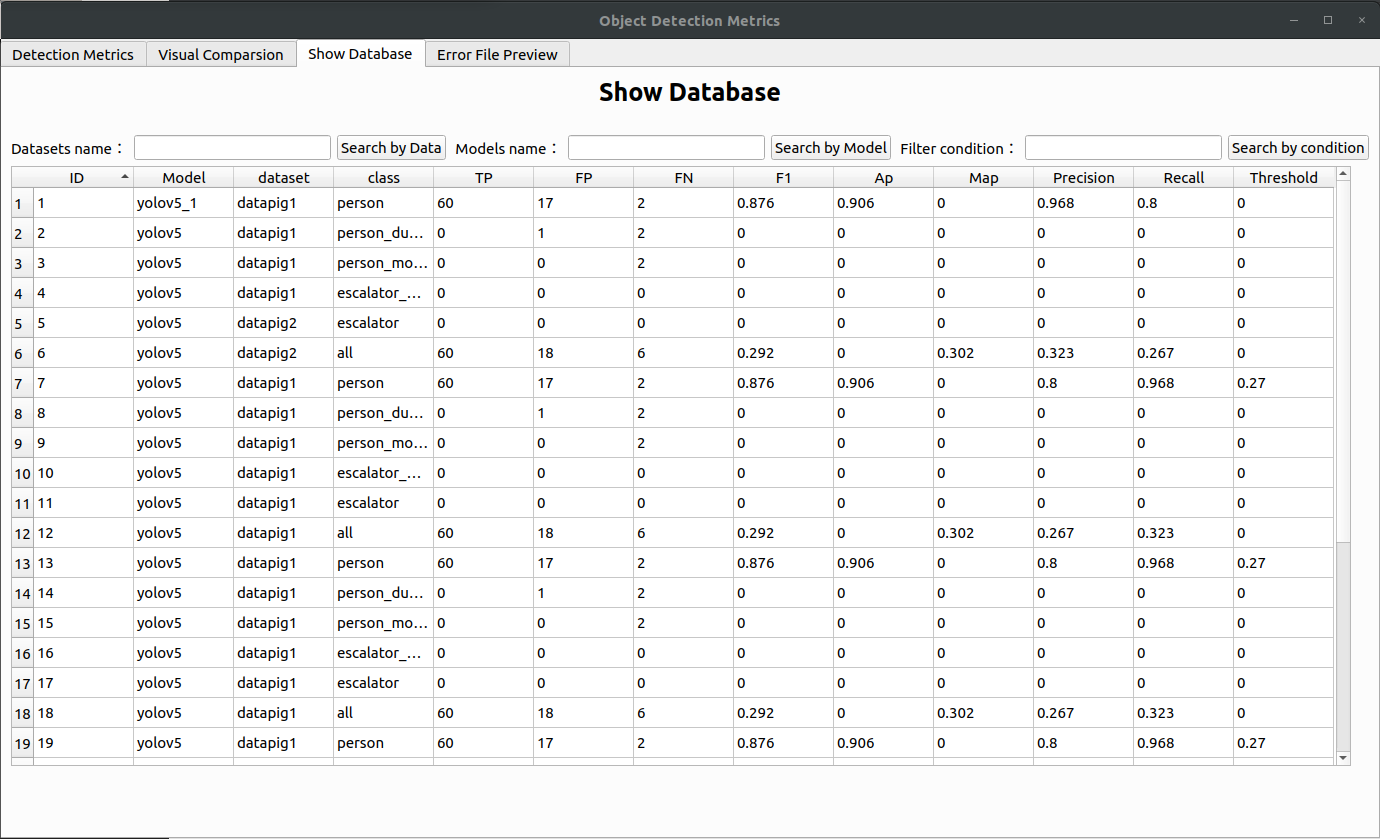 Object Detection Metrics
Detection Metrics Visual Comparsion Show Database Error File Preview
Show Database
Datasets name： Search by Data Models name： Search by Model Filter condition： Search by condition
ID Model dataset class TP FP FN F1 Ap Map Precision Recall Threshold
1 1 yolov5_1 datapig1 person 60 17 2 0.876 0.906 0 0.968 0.8 0
2 2 yolov5 datapig1 person_du... 0 1 2 0 0 0 0 0 0
3 3 yolov5 datapig1 person_mo... 0 0 2 0 0 0 0 0 0
4 4 yolov5 datapig1 escalator_... 0 0 0 0 0 0 0 0 0
5 5 yolov5 datapig2 escalator 0 0 0 0 0 0 0 0 0
6 6 yolov5 datapig2 all 60 18 6 0.292 0 0.302 0.323 0.267 0
7 7 yolov5 datapig1 person 60 17 2 0.876 0.906 0 0.8 0.968 0.27
8 8 yolov5 datapig1 person_du... 0 1 2 0 0 0 0 0 0
9 9 yolov5 datapig1 person_mo... 0 0 2 0 0 0 0 0 0
10 10 yolov5 datapig1 escalator_... 0 0 0 0 0 0 0 0 0
11 11 yolov5 datapig1 escalator 0 0 0 0 0 0 0 0 0
12 12 yolov5 datapig1 all 60 18 6 0.292 0 0.302 0.267 0.323 0
13 13 yolov5 datapig1 person 60 17 2 0.876 0.906 0 0.8 0.968 0.27
14 14 yolov5 datapig1 person_du... 0 1 2 0 0 0 0 0 0
15 15 yolov5 datapig1 person_mo... 0 0 2 0 0 0 0 0 0
16 16 yolov5 datapig1 escalator_... 0 0 0 0 0 0 0 0 0
17 17 yolov5 datapig1 escalator 0 0 0 0 0 0 0 0 0
18 18 yolov5 datapig1 all 60 18 6 0.292 0 0.302 0.267 0.323 0
19 19 yolov5 datapig1 person 60 17 2 0.876 0.906 0 0.8 0.968 0.27